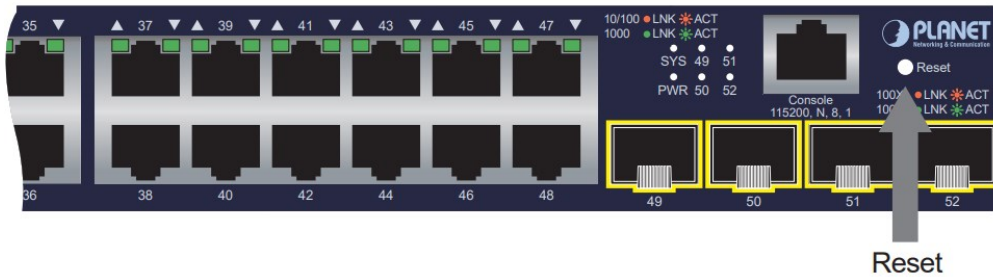 35 37 39 41 43 45 47
10/100 LNK ACT
1000 LNK ACT
SYS 49 51
PWR 50 52
PLANET
Networking & Communication
Reset
Console
115200, N, 8, 1
100X LNK ACT
100 LNK ACT
36 38 40 42 44 46 48
49 50 51 52
Reset